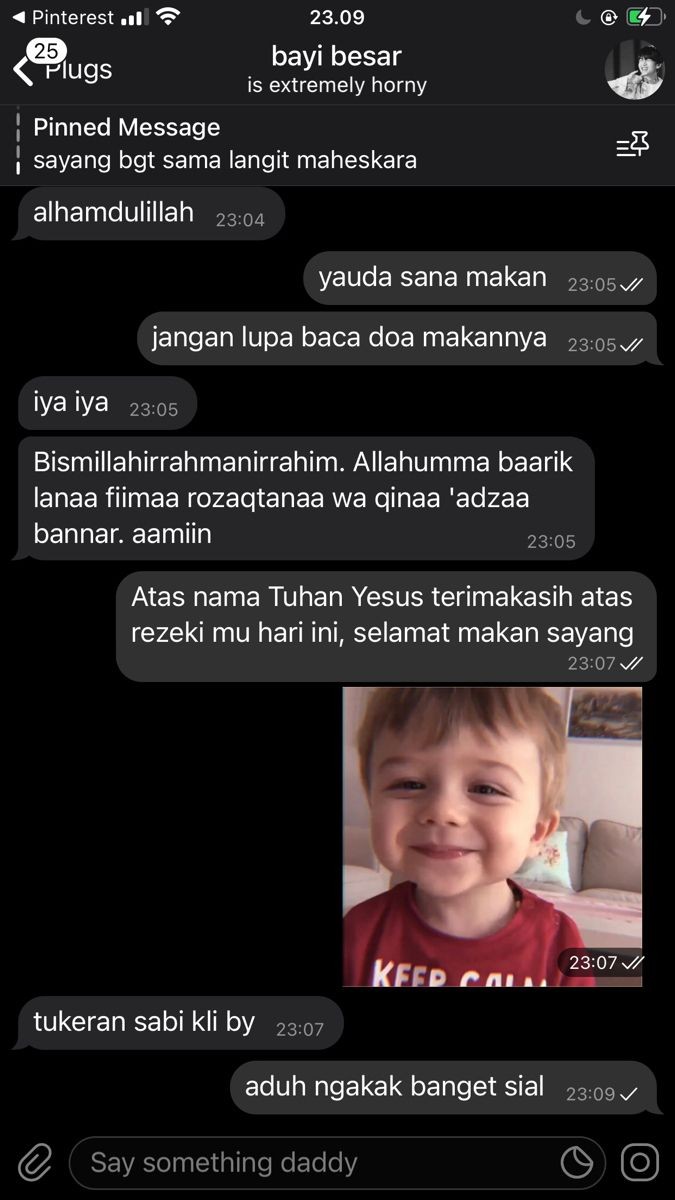 Pinterest
23.09
25
Plugs
bayi besar
is extremely horny
Pinned Message
sayang bgt sama langit maheskara
alhamdulillah 23:04
yauda sana makan 23:05
jangan lupa baca doa makannya 23:05
iya iya 23:05
Bismillahirrahmanirrahim. Allahumma baarik
lanaa fiimaa rozaqtanaa wa qinaa 'adzaa
bannar. aamiin 23:05
Atas nama Tuhan Yesus terimakasih atas
rezeki mu hari ini, selamat makan sayang
23:07
KEEP CALM
23:07
tukeran sabi kli by 23:07
aduh ngakak banget sial 23:09
Say something daddy